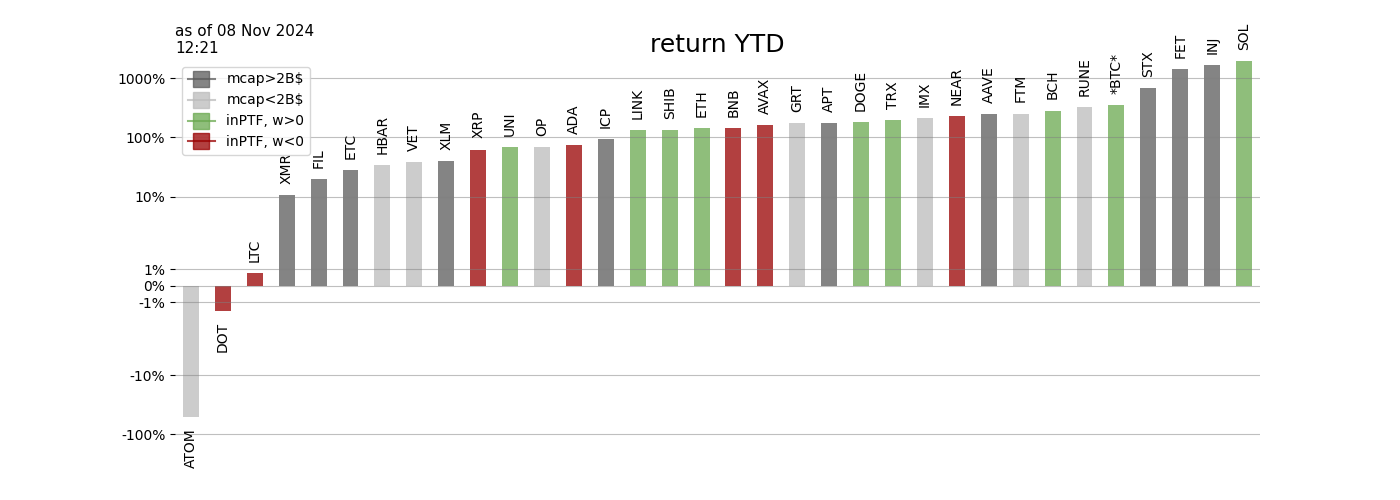 as of 08 Nov 2024
12:21
return YTD
mcap>2B$
mcap<2B$
inPTF, w>0
inPTF, w<0
1000%
100%
10%
1%
0%
-1%
-10%
-100%
ATOM
DOT
LTC
XMR
FIL
ETC
HBAR
VET
XLM
XRP
UNI
OP
ADA
ICP
LINK
SHIB
ETH
BNB
AVAX
GRT
APT
DOGE
TRX
IMX
NEAR
AAVE
FTM
BCH
RUNE
*BTC*
STX
FET
INJ
SOL